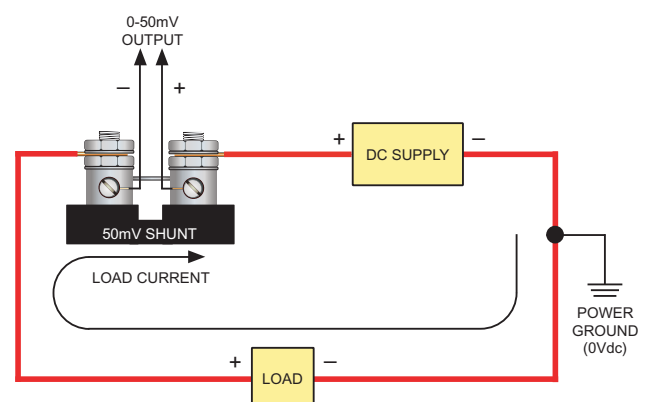 0-50mV
OUTPUT
– +
+ –
DC SUPPLY
50mV SHUNT
LOAD CURRENT
POWER
GROUND
(0Vdc)
+ –
LOAD